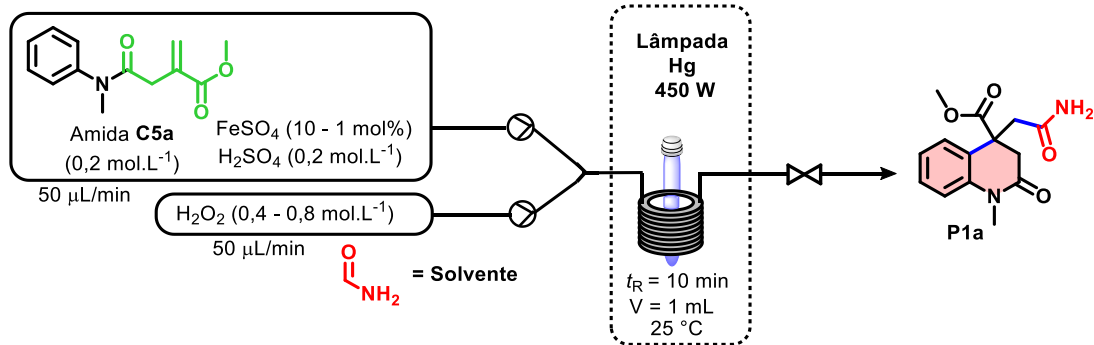 O
N
O
O
Amida C5a
(0,2 mol.L⁻¹)
FeSO₄ (10 - 1 mol%)
H₂SO₄ (0,2 mol.L⁻¹)
50 μL/min
H₂O₂ (0,4 - 0,8 mol.L⁻¹)
50 μL/min
O
NH₂
= Solvente
Lâmpada
Hg
450 W
tR = 10 min
V = 1 mL
25 °C
O
O
NH₂
O
N
O
P1a